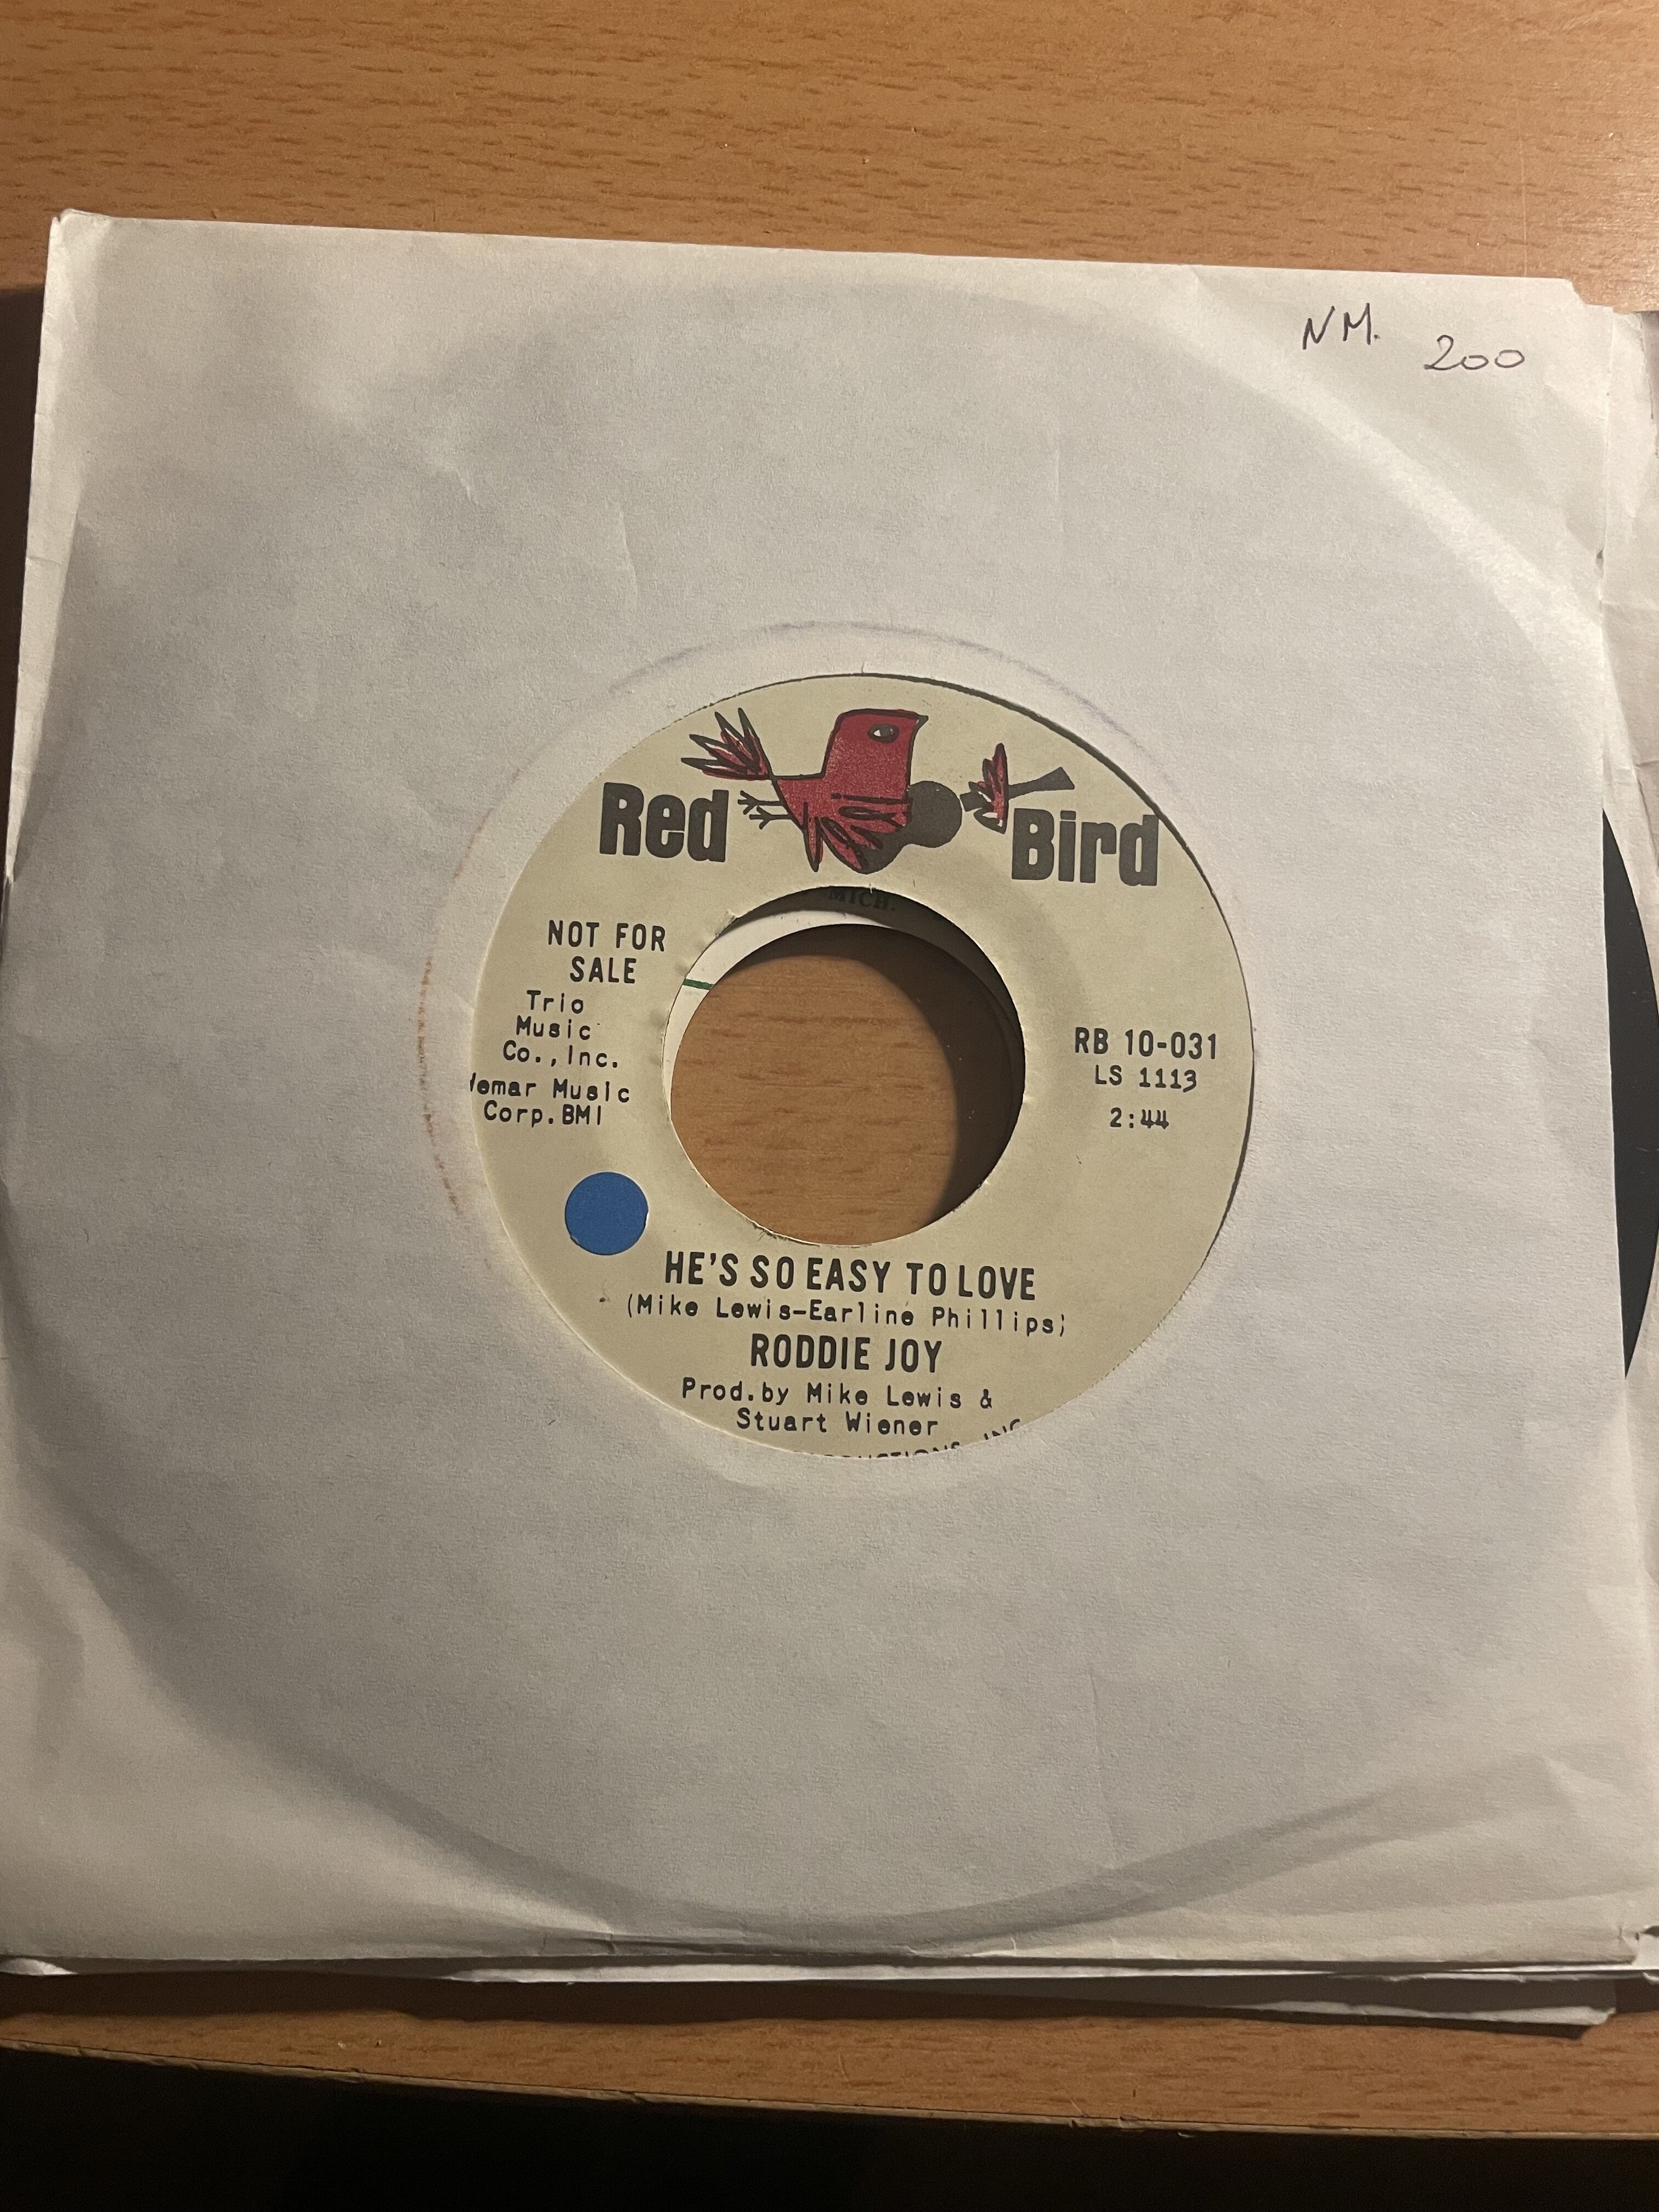 NM. 200
Red Bird
MICH.
NOT FOR
SALE
Trio
Music
Co., Inc.
Music
Corp. BMI
RB 10-031
LS 1113
2:44
HE'S SO EASY TO LOVE
(Mike Lewis-Earline Phillips)
RODDIE JOY
Prod.by Mike Lewis &
Stuart Wiener